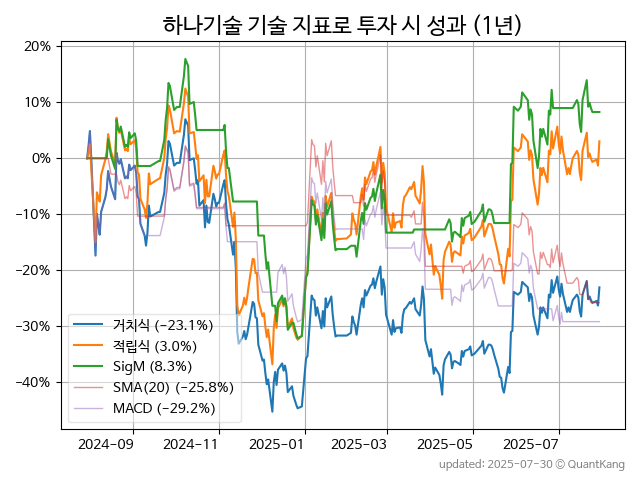 하나기술 기술 지표로 투자 시 성과 (1년)
20%
10%
0%
−10%
−20%
−30%
−40%
거치식 (−23.1%)
적립식 (3.0%)
SigM (8.3%)
SMA(20) (−25.8%)
MACD (−29.2%)
2024−09
2024−11
2025−01
2025−03
2025−05
2025−07
updated: 2025−07−30 ⓒ QuantKang